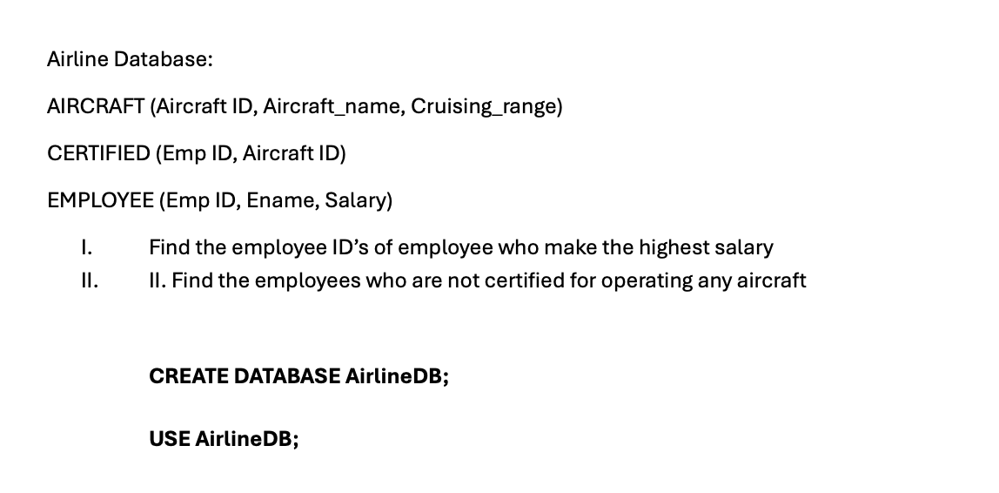 Airline Database:
AIRCRAFT (Aircraft ID, Aircraft_name, Cruising_range)
CERTIFIED (Emp ID, Aircraft ID)
EMPLOYEE (Emp ID, Ename, Salary)
I. Find the employee ID’s of employee who make the highest salary
II. II. Find the employees who are not certified for operating any aircraft
CREATE DATABASE AirlineDB;
USE AirlineDB;